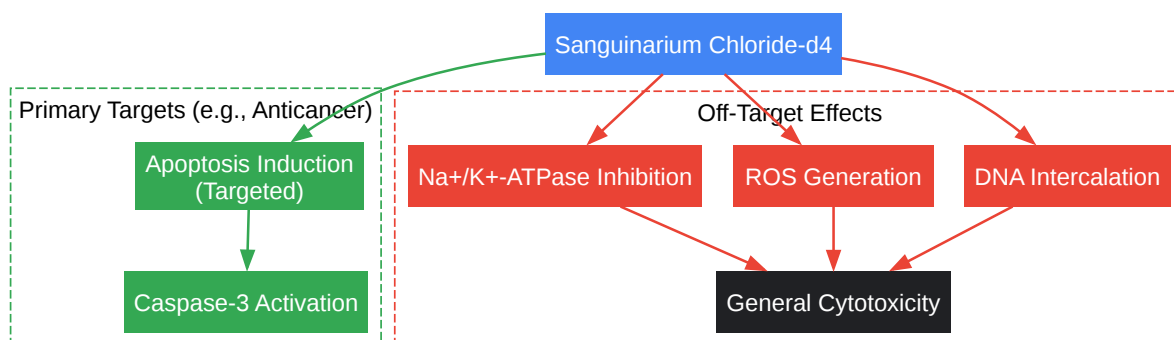 Sanguinarium Chloride-d4
Primary Targets (e.g., Anticancer)
Off-Target Effects
Apoptosis Induction
(Targeted)
Na+/K+-ATPase Inhibition
ROS Generation
DNA Intercalation
Caspase-3 Activation
General Cytotoxicity